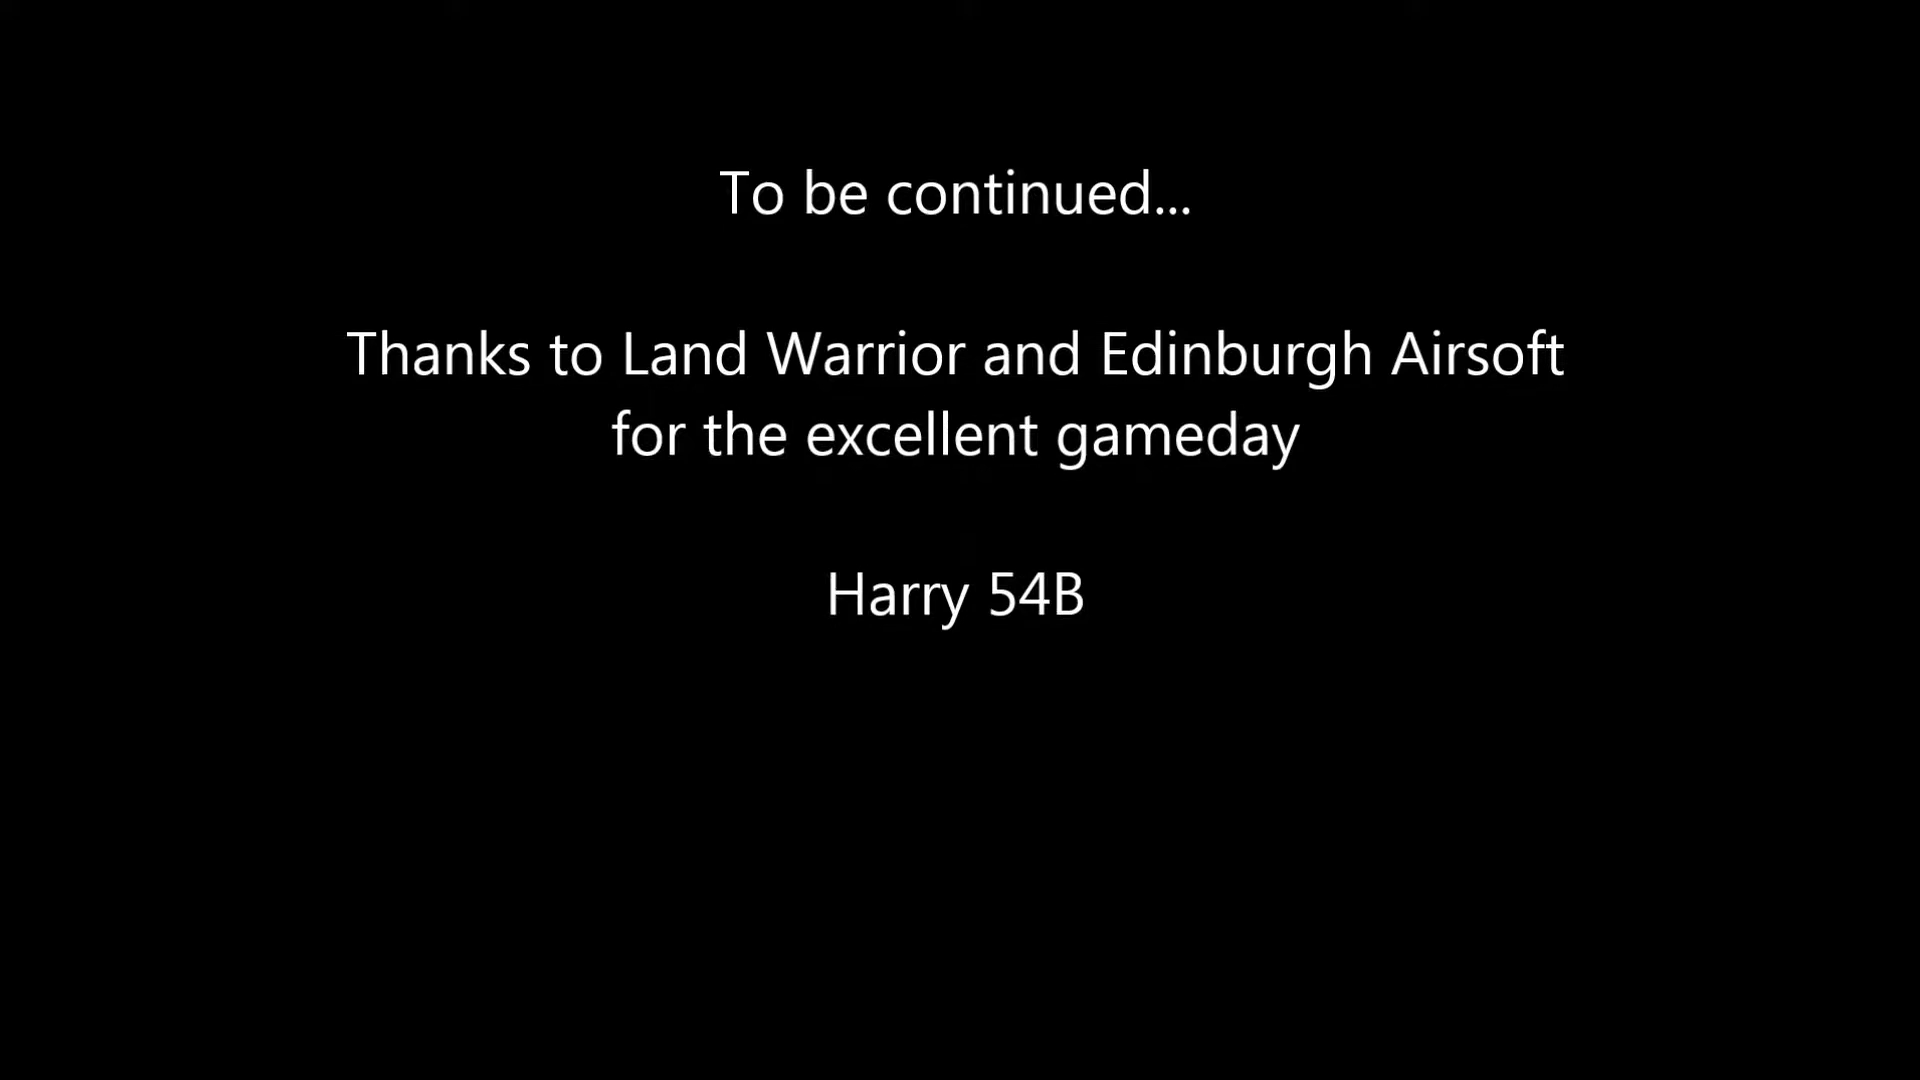 To be continued...
Thanks to Land Warrior and Edinburgh Airsoft
for the excellent gameday
Harry 54B